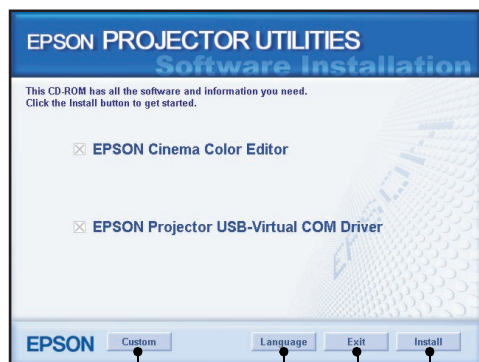 EPSON PROJECTOR UTILITIES
Software Installation
This CD-ROM has all the software and information you need.
Click the Install button to get started.
EPSON Cinema Color Editor
EPSON Projector USB-Virtual COM Driver
EPSON
EPSON Custom Language Exit Install